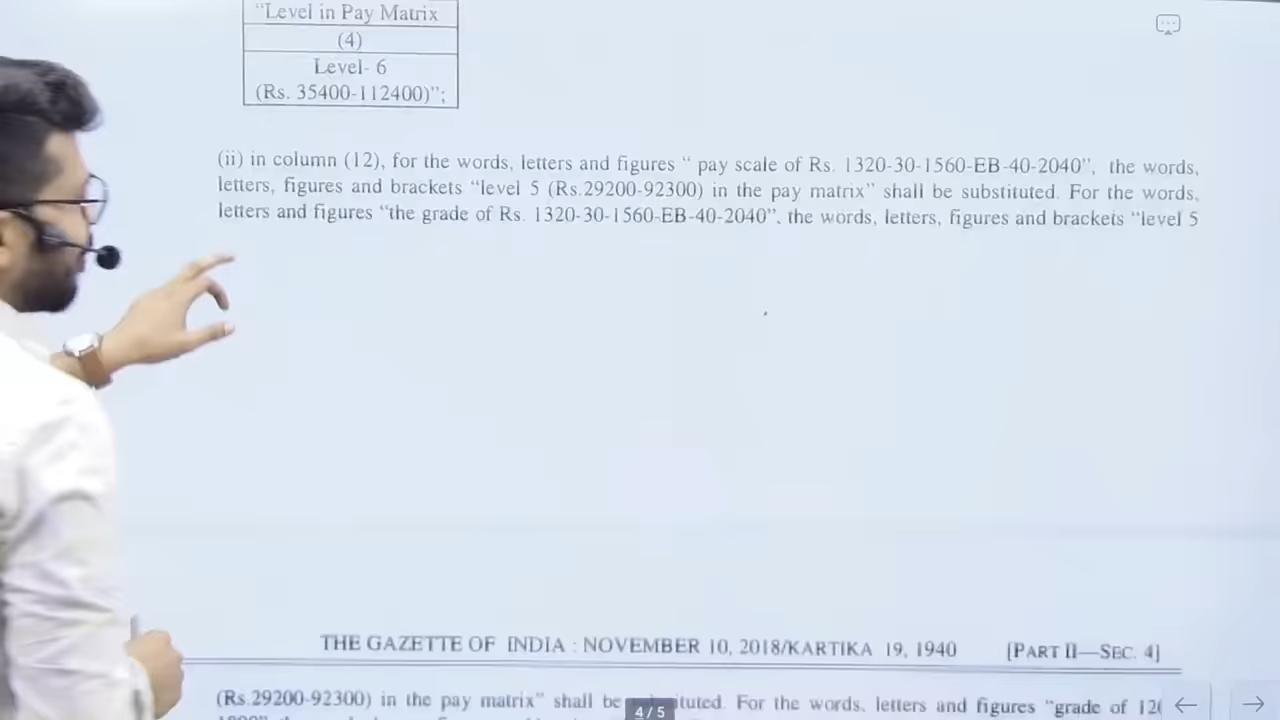 "Level in Pay Matrix
(4)
Level- 6
(Rs. 35400-112400)";
(ii) in column (12), for the words, letters and figures " pay scale of Rs. 1320-30-1560-EB-40-2040", the words,
letters, figures and brackets "level 5 (Rs.29200-92300) in the pay matrix" shall be substituted. For the words,
letters and figures "the grade of Rs. 1320-30-1560-EB-40-2040", the words, letters, figures and brackets "level 5
THE GAZETTE OF INDIA : NOVEMBER 10, 2018/KARTIKA 19, 1940 [PART II—SEC. 4]
(Rs.29200-92300) in the pay matrix" shall be For the words, letters and figures "grade of
4/5